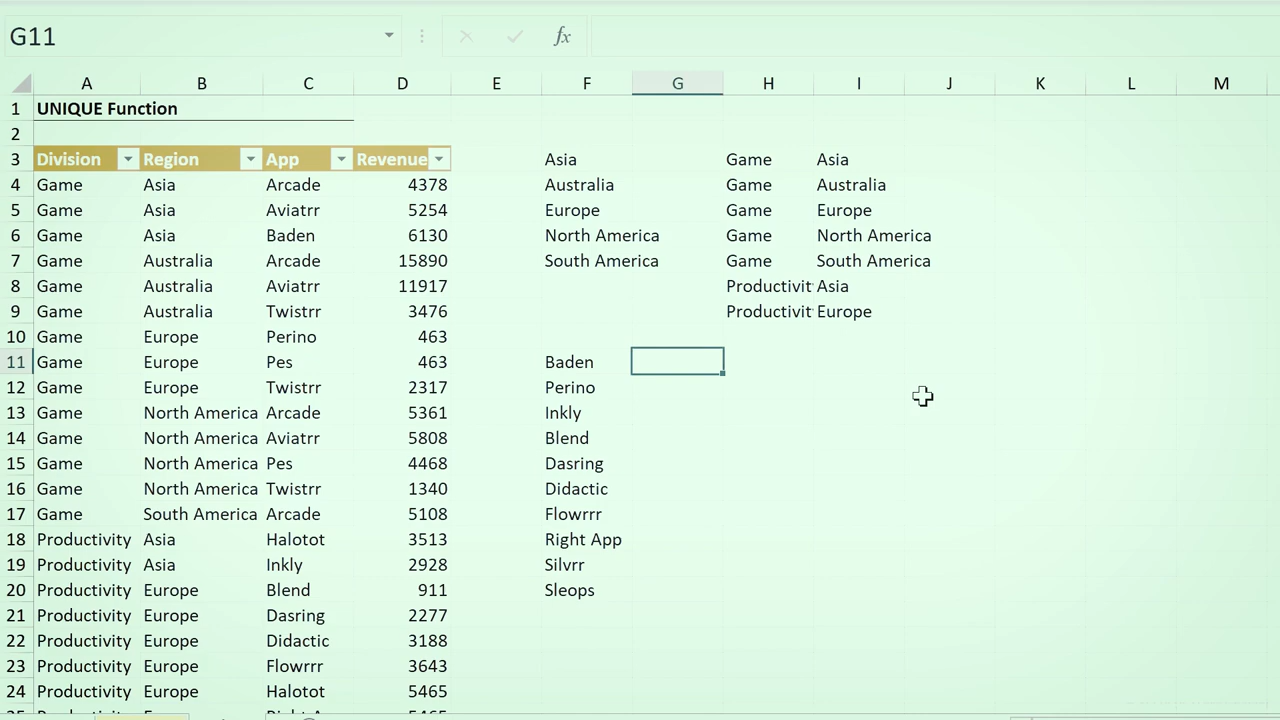 G11 fx
A B C D E F G H I J K L M
1 UNIQUE Function
2
3 Division Region App Revenue Asia Game Asia
4 Game Asia Arcade 4378 Australia Game Australia
5 Game Asia Aviatrr 5254 Europe Game Europe
6 Game Asia Baden 6130 North America Game North America
7 Game Australia Arcade 15890 South America Game South America
8 Game Australia Aviatrr 11917 Productivit Asia
9 Game Australia Twistrr 3476 Productivit Europe
10 Game Europe Perino 463
11 Game Europe Pes 463 Baden
12 Game Europe Twistrr 2317 Perino
13 Game North America Arcade 5361 Inkly
14 Game North America Aviatrr 5808 Blend
15 Game North America Pes 4468 Dasring
16 Game North America Twistrr 1340 Didactic
17 Game South America Arcade 5108 Flowrrr
18 Productivity Asia Halotot 3513 Right App
19 Productivity Asia Inkly 2928 Silvrr
20 Productivity Europe Blend 911 Sleops
21 Productivity Europe Dasring 2277
22 Productivity Europe Didactic 3188
23 Productivity Europe Flowrrr 3643
24 Productivity Europe Halotot 5465